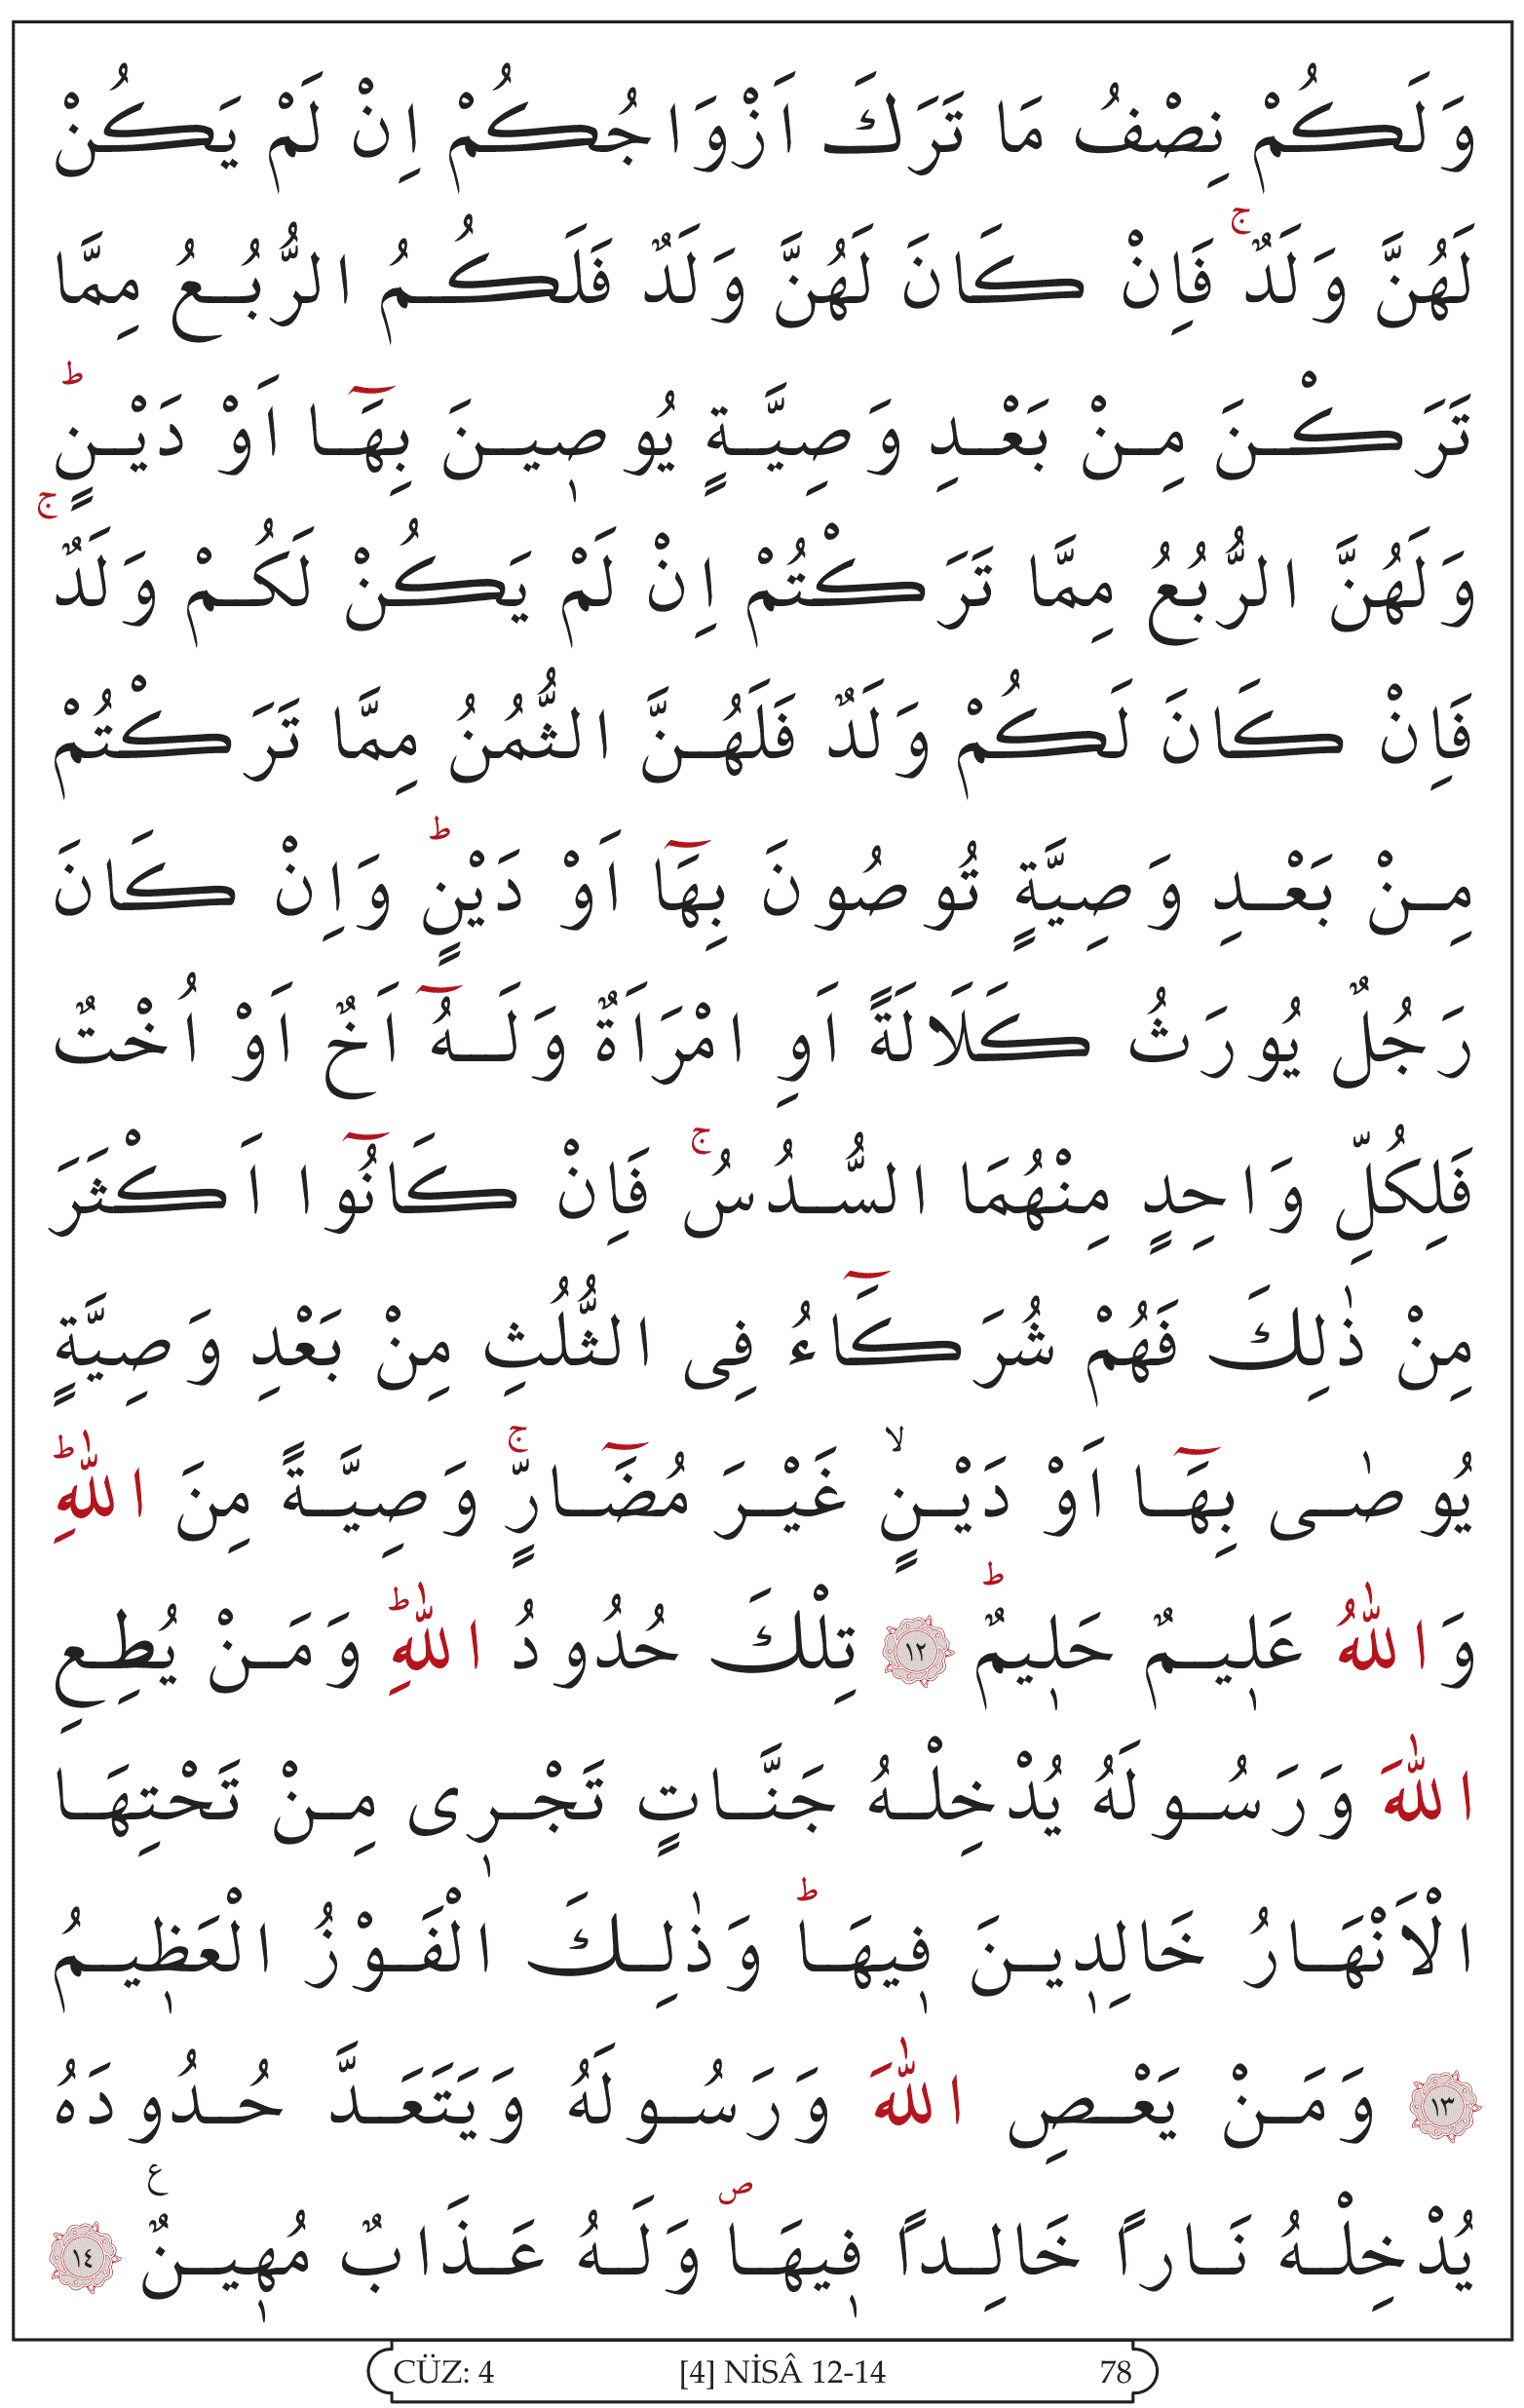 وَلَكُمْ نِصْفُ مَا تَرَكَ اَزْوَاجُكُمْ اِنْ لَمْ يَكُنْ
لَهُنَّ وَلَدٌۚ فَاِنْ كَانَ لَهُنَّ وَلَدٌ فَلَكُمُ الرُّبُعُ مِمَّا
تَرَكْنَ مِنْ بَعْدِ وَصِيَّةٍ يُوصٖينَ بِهَٓا اَوْ دَيْنٍؕ
وَلَهُنَّ الرُّبُعُ مِمَّا تَرَكْتُمْ اِنْ لَمْ يَكُنْ لَكُمْ وَلَدٌۚ
فَاِنْ كَانَ لَكُمْ وَلَدٌ فَلَهُنَّ الثُّمُنُ مِمَّا تَرَكْتُمْ
مِنْ بَعْدِ وَصِيَّةٍ تُوصُونَ بِهَٓا اَوْ دَيْنٍؕ وَاِنْ كَانَ
رَجُلٌ يُورَثُ كَلَالَةً اَوِ امْرَاَةٌ وَلَهُٓ اَخٌ اَوْ اُخْتٌ
فَلِكُلِّ وَاحِدٍ مِنْهُمَا السُّدُسُۚ فَاِنْ كَانُٓوا اَكْثَرَ
مِنْ ذٰلِكَ فَهُمْ شُرَكَٓاءُ فِى الثُّلُثِ مِنْ بَعْدِ وَصِيَّةٍ
يُوصٰى بِهَٓا اَوْ دَيْنٍۙ غَيْرَ مُضَٓارٍّۚ وَصِيَّةً مِنَ اللّٰهِؕ
وَاللّٰهُ عَلٖيمٌ حَلٖيمٌؕ ١٢ تِلْكَ حُدُودُ اللّٰهِؕ وَمَنْ يُطِعِ
اللّٰهَ وَرَسُولَهُ يُدْخِلْهُ جَنَّاتٍ تَجْرٖى مِنْ تَحْتِهَا
الْاَنْهَارُ خَالِدٖينَ فٖيهَاؕ وَذٰلِكَ الْفَوْزُ الْعَظٖيمُ
١٣ وَمَنْ يَعْصِ اللّٰهَ وَرَسُولَهُ وَيَتَعَدَّ حُدُودَهُ
يُدْخِلْهُ نَاراً خَالِداً فٖيهَاࣕ وَلَهُ عَذَابٌ مُهٖينٌࣖ ١٤
CÜZ: 4 [4] NİSÂ 12-14 78